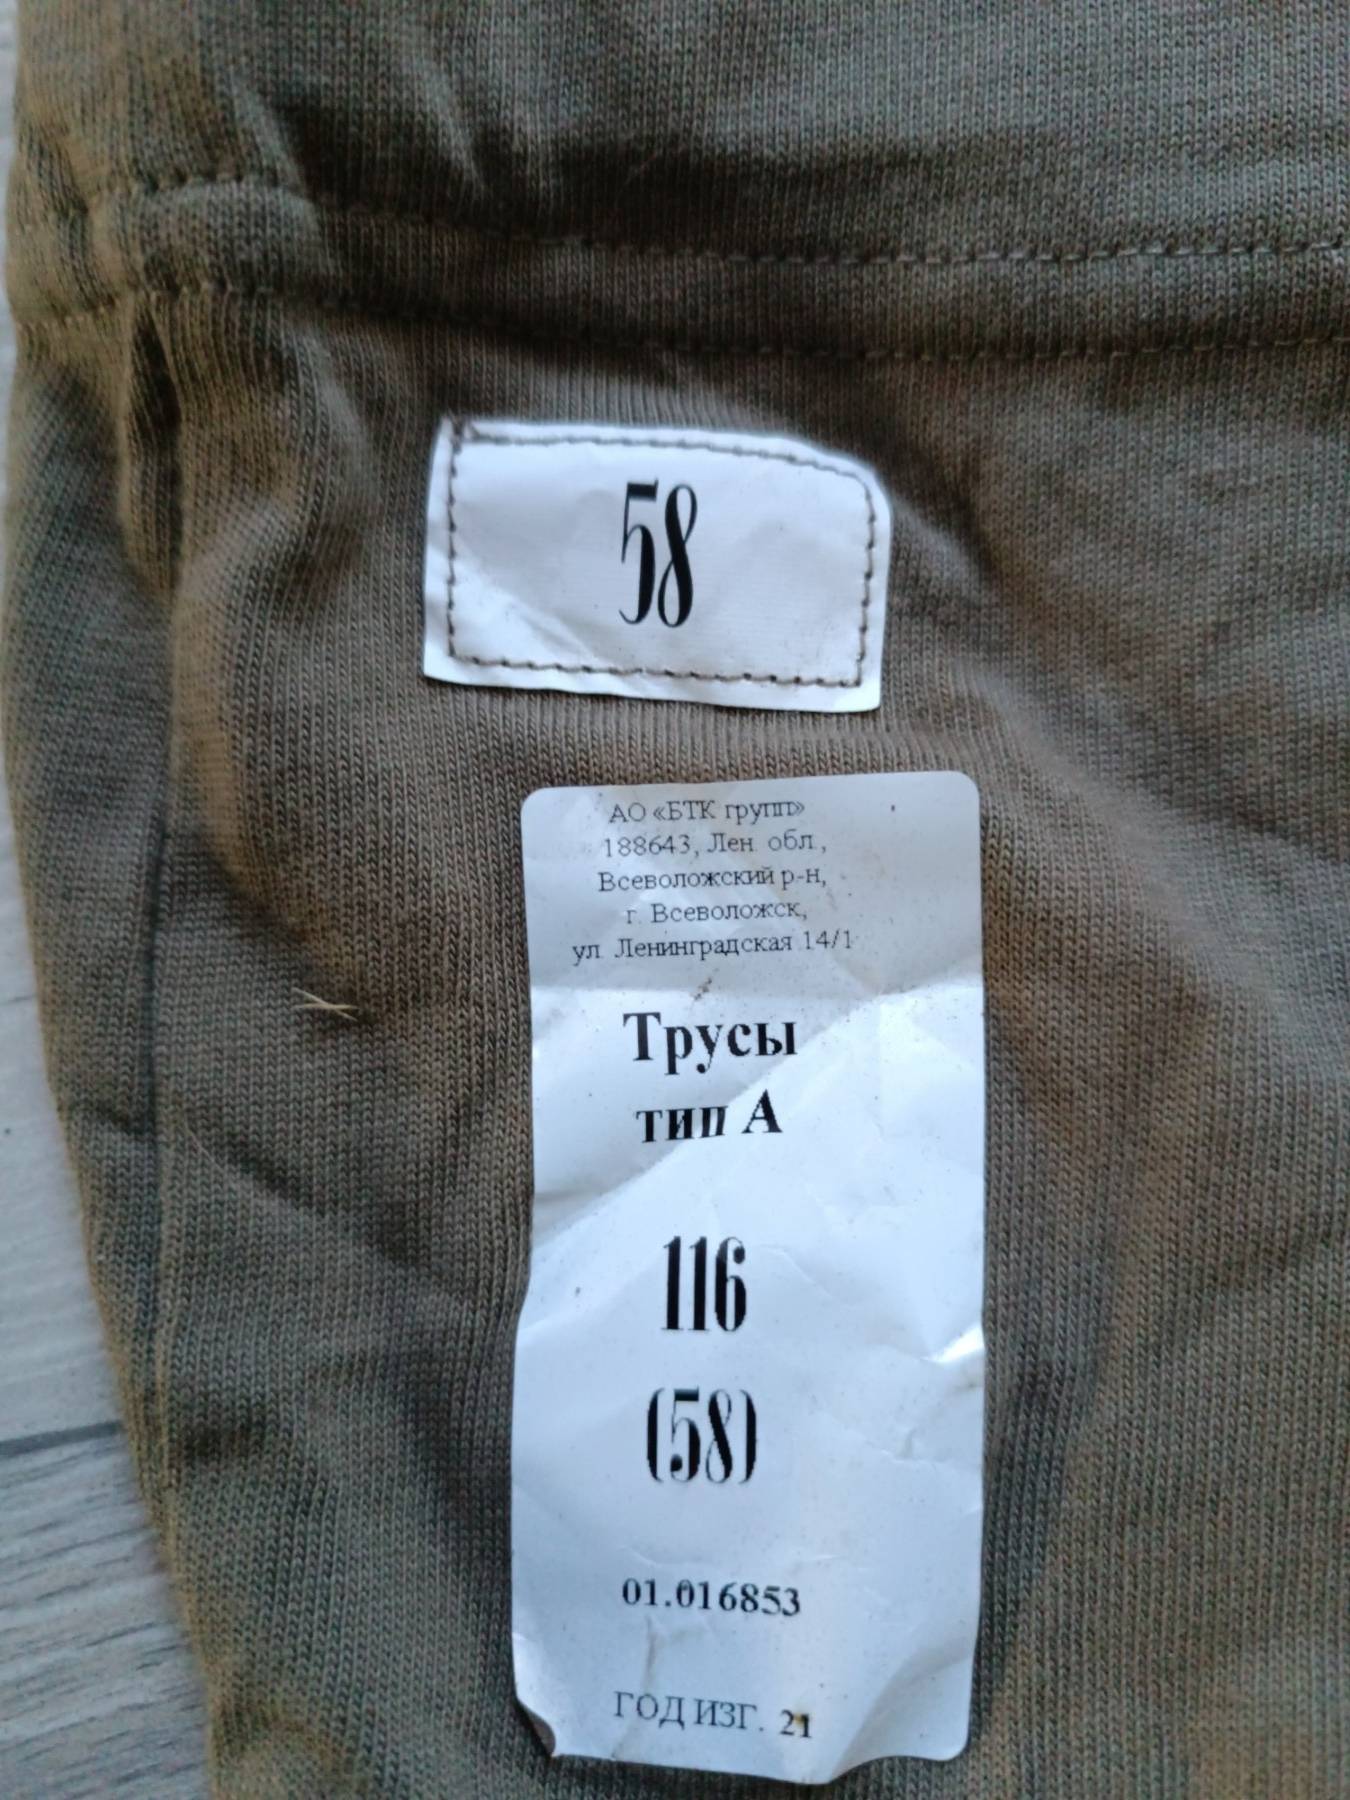 58
АО «БТК групп»
188643, Лен. обл.,
Всеволожский р-н,
г. Всеволожск,
ул. Ленинградская 14/1
Трусы
тип А
116
(58)
01.016853
ГОД ИЗГ. 21